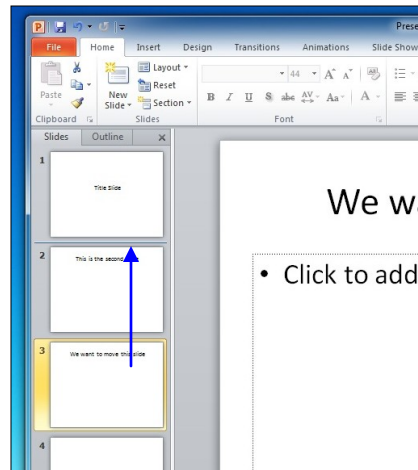 Prese
File Home Insert Design Transitions Animations Slide Show
Paste
New Slide
Layout
Reset
Section
44
B I U S abc AV Aa A
Clipboard Slides Font
Slides Outline x
1
Title Slide
2
This is the second
3
We want to move this slide
4
We wa
• Click to add